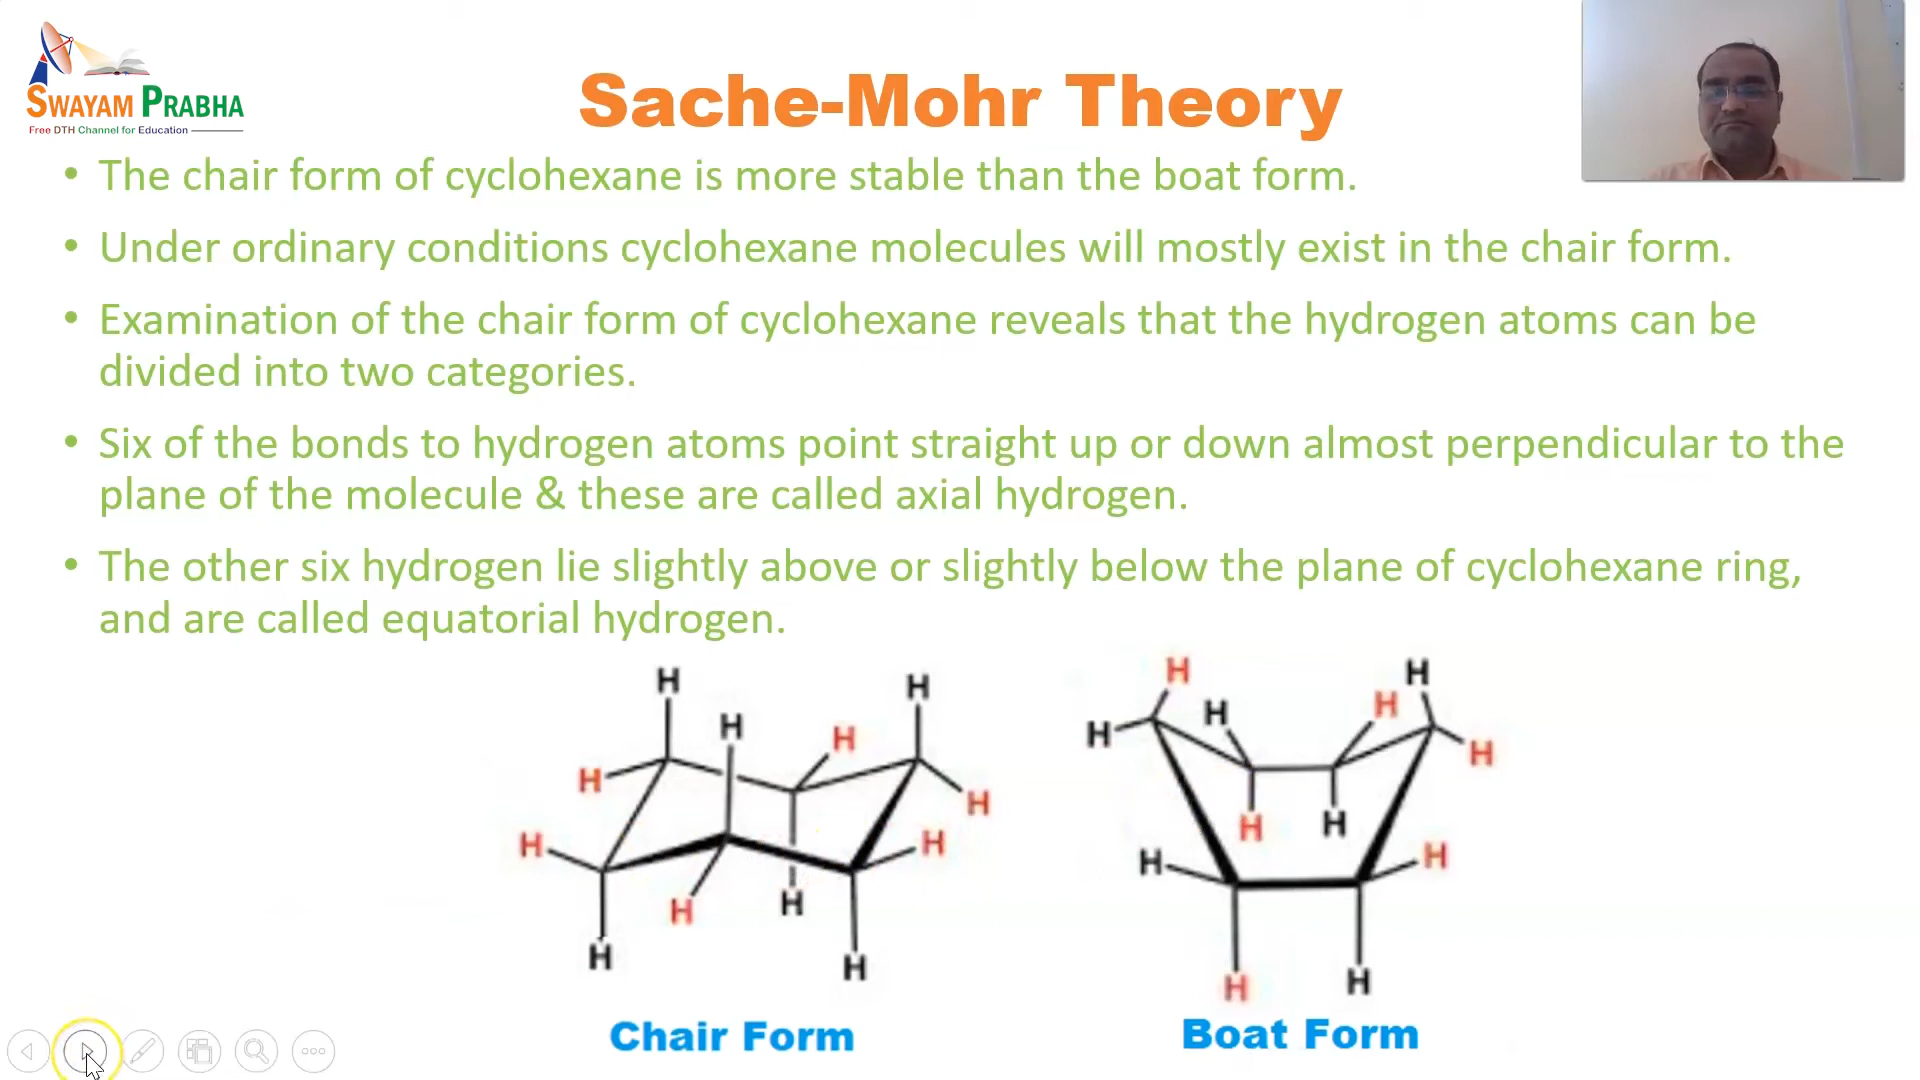 SWAYAM PRABHA
Free DTH Channel for Education
Sache-Mohr Theory
• The chair form of cyclohexane is more stable than the boat form.
• Under ordinary conditions cyclohexane molecules will mostly exist in the chair form.
• Examination of the chair form of cyclohexane reveals that the hydrogen atoms can be
divided into two categories.
• Six of the bonds to hydrogen atoms point straight up or down almost perpendicular to the
plane of the molecule & these are called axial hydrogen.
• The other six hydrogen lie slightly above or slightly below the plane of cyclohexane ring,
and are called equatorial hydrogen.
H H
H H
H H
H H
H H
H H
Chair Form
H H
H H
H H
H H
H H
H H
Boat Form